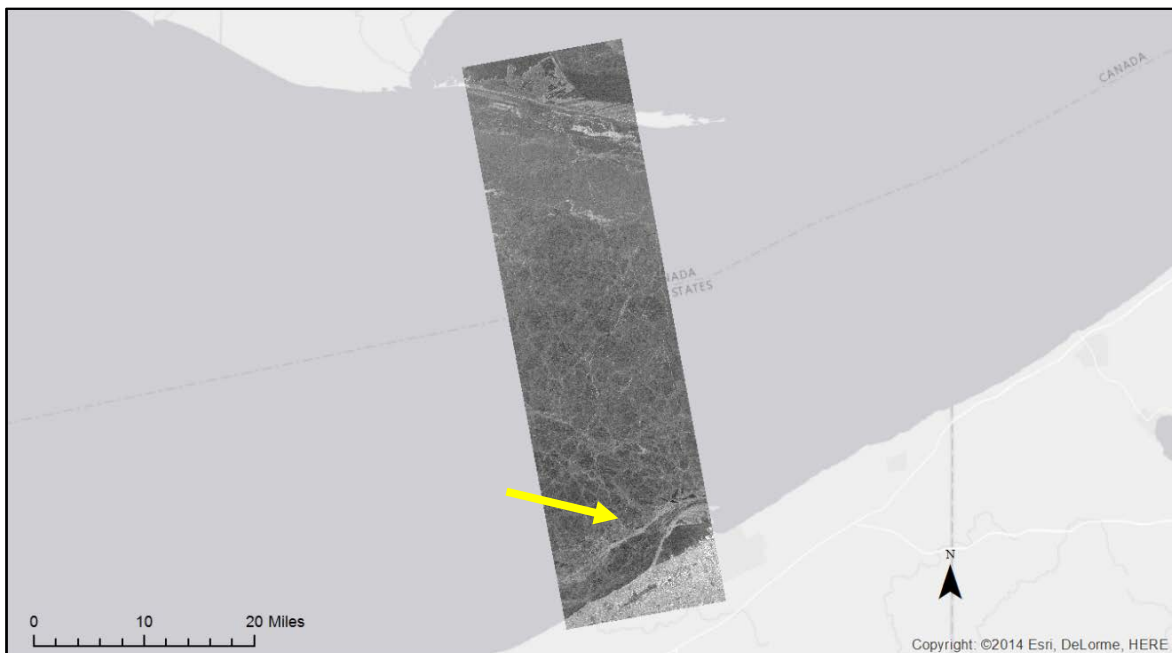 CANADA
NADA
STATES
N
0 10 20 Miles
Copyright: ©2014 Esri, DeLorme, HERE